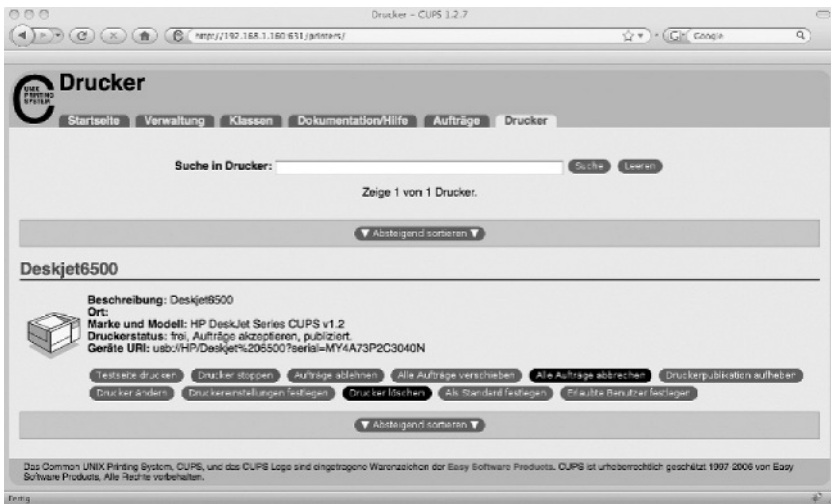 Drucker – CUPS 1.2.7
http://192.168.1.160:631/printers/
Google
UNIX
PRINTING
SYSTEM
Drucker
Startseite Verwaltung Klassen Dokumentation/Hilfe Aufträge Drucker
Suche in Drucker: Suche Leeren
Zeige 1 von 1 Drucker.
▼ Absteigend sortieren ▼
Deskjet6500
Beschreibung: Deskjet6500
Ort:
Marke und Modell: HP DeskJet Series CUPS v1.2
Druckerstatus: frei, Aufträge akzeptieren, publiziert.
Geräte URI: usb://HP/Deskjet%206500?serial=MY4A73P2C3040N
Testseite drucken Drucker stoppen Aufträge ablehnen Alle Aufträge verschieben Alle Aufträge abbrechen Druckerpublikation aufheben
Drucker ändern Druckereinstellungen festlegen Drucker löschen Als Standard festlegen Erlaubte Benutzer festlegen
▼ Absteigend sortieren ▼
Das Common UNIX Printing System, CUPS, und das CUPS Logo sind eingetragene Warenzeichen der Easy Software Products. CUPS ist urheberrechtlich geschützt 1997-2006 von Easy
Software Products, Alle Rechte vorbehalten.
Fertig